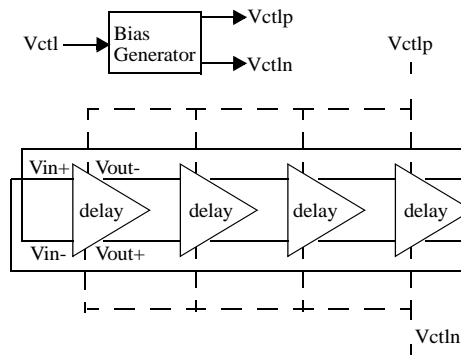 Vctlp
Vctl
Bias
Generator
Vctln
Vctlp
Vin+
Vout-
delay
delay
delay
delay
Vin-
Vout+
Vctln